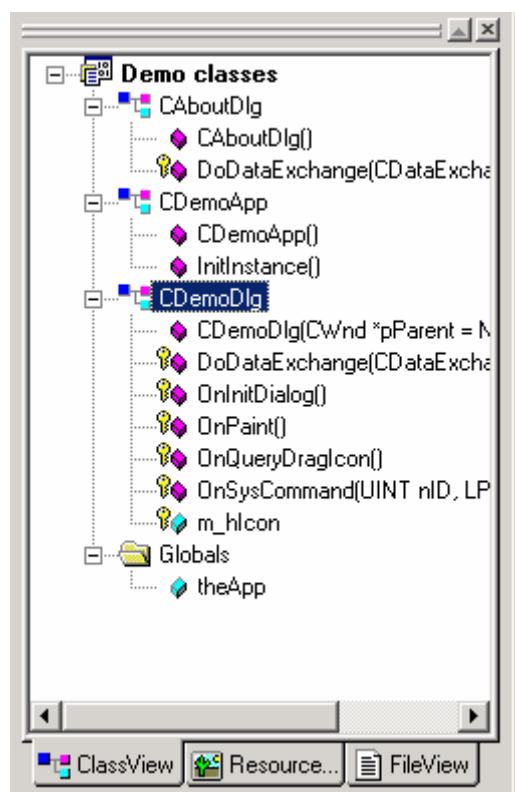 Demo classes
CAboutDlg
CAboutDlg()
DoDataExchange(CDataExcha
CDemoApp
CDemoApp()
InitInstance()
CDemoDlg
CDemoDlg(CWnd *pParent = N
DoDataExchange(CDataExcha
OnInitDialog()
OnPaint()
OnQueryDragIcon()
OnSysCommand(UINT nID, LP
m_hIcon
Globals
theApp
ClassView Resource... FileView